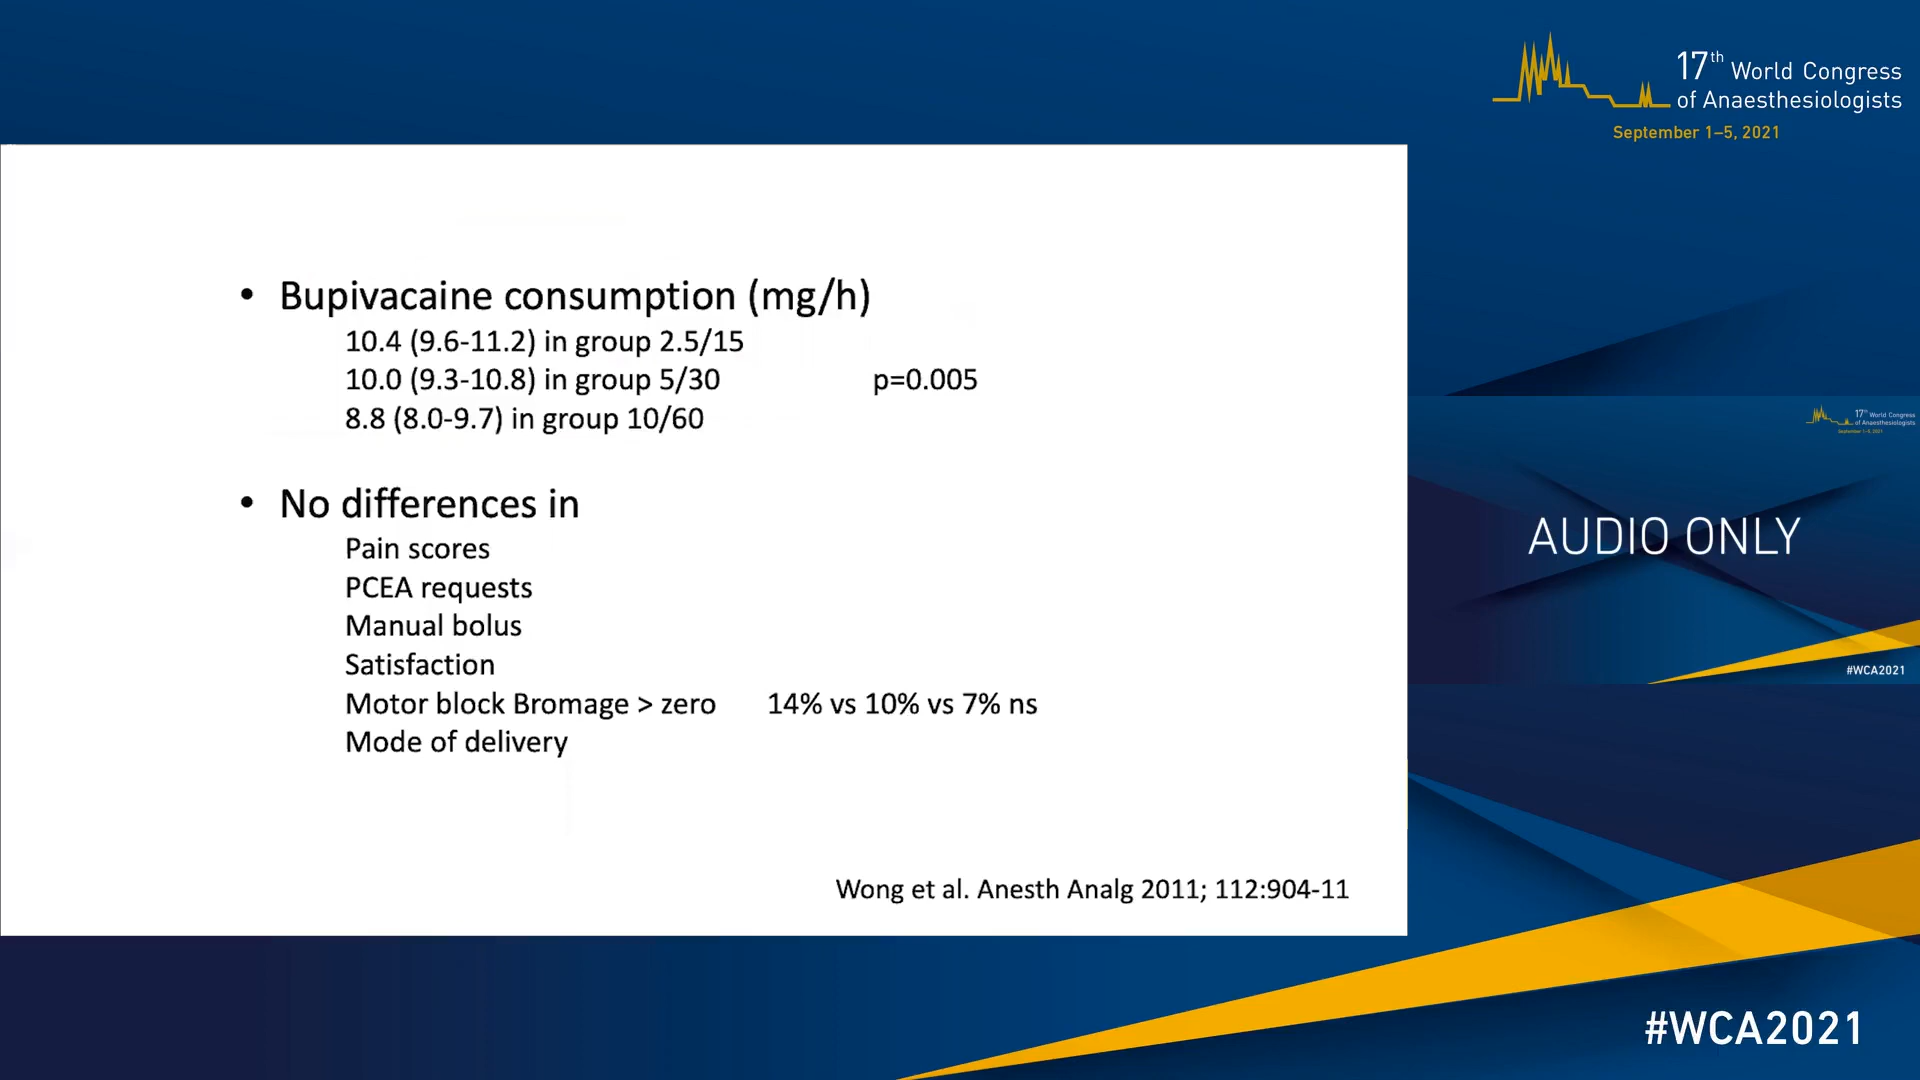 17th World Congress
of Anaesthesiologists
September 1–5, 2021
• Bupivacaine consumption (mg/h)
10.4 (9.6-11.2) in group 2.5/15
10.0 (9.3-10.8) in group 5/30 p=0.005
8.8 (8.0-9.7) in group 10/60
• No differences in
Pain scores
PCEA requests
Manual bolus
Satisfaction
Motor block Bromage > zero 14% vs 10% vs 7% ns
Mode of delivery
Wong et al. Anesth Analg 2011; 112:904-11
17th World Congress
of Anaesthesiologists
September 1–5, 2021
AUDIO ONLY
#WCA2021
#WCA2021